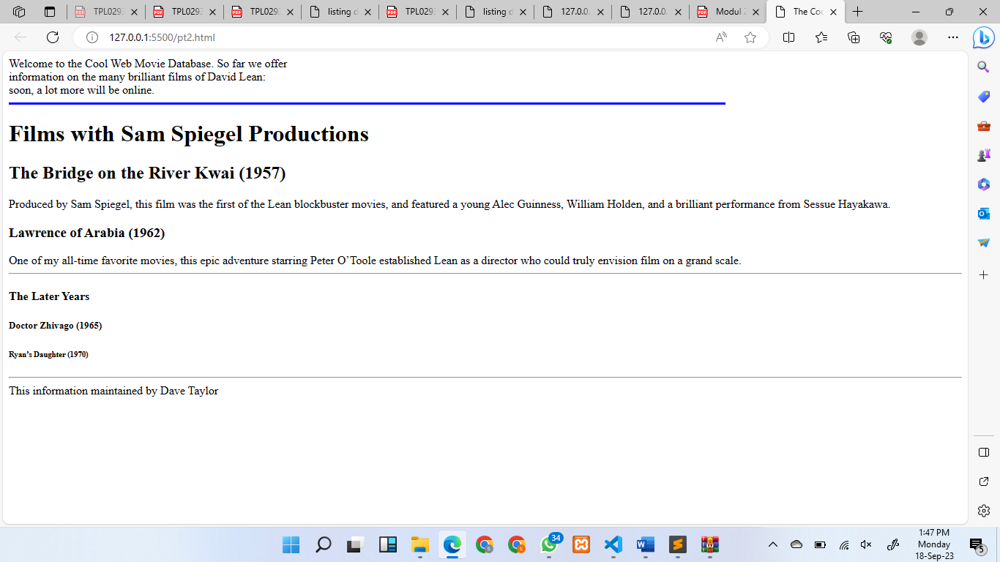 TPL029
TPL029
TPL029
listing d
TPL029
listing d
127.0.0.
127.0.0.
Modul 2
The Coo
127.0.0.1:5500/pt2.html
Welcome to the Cool Web Movie Database. So far we offer
information on the many brilliant films of David Lean:
soon, a lot more will be online.
Films with Sam Spiegel Productions
The Bridge on the River Kwai (1957)
Produced by Sam Spiegel, this film was the first of the Lean blockbuster movies, and featured a young Alec Guinness, William Holden, and a brilliant performance from Sessue Hayakawa.
Lawrence of Arabia (1962)
One of my all-time favorite movies, this epic adventure starring Peter O’Toole established Lean as a director who could truly envision film on a grand scale.
The Later Years
Doctor Zhivago (1965)
Ryan’s Daughter (1970)
This information maintained by Dave Taylor
34
1:47 PM
Monday
18-Sep-23
5